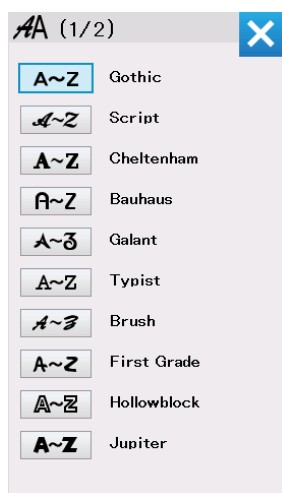 AA (1/2)
A~Z Gothic
A~Z Script
A~Z Cheltenham
A~Z Bauhaus
A~Z Galant
A~Z Typist
A~Z Brush
A~Z First Grade
A~Z Hollowblock
A~Z Jupiter